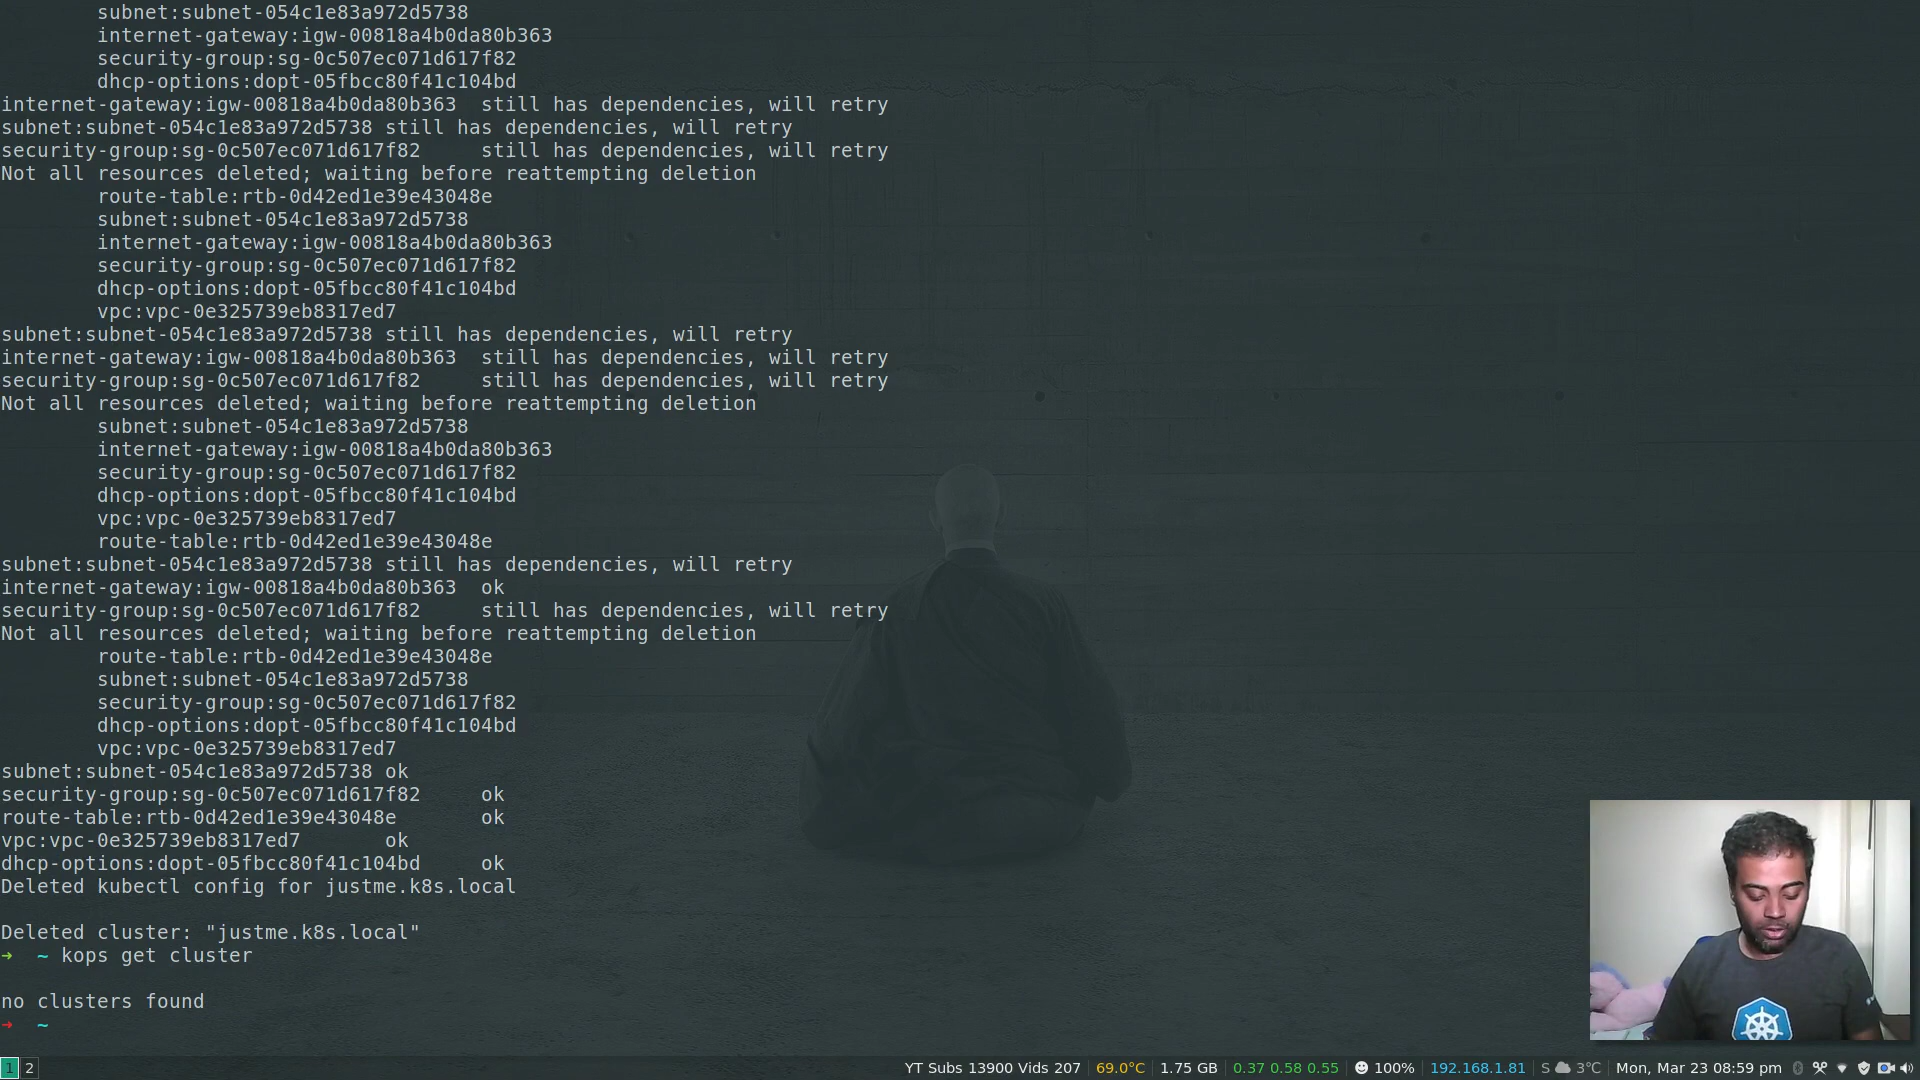 subnet:subnet-054c1e83a972d5738
internet-gateway:igw-00818a4b0da80b363
security-group:sg-0c507ec071d617f82
dhcp-options:dopt-05fbcc80f41c104bd
internet-gateway:igw-00818a4b0da80b363  still has dependencies, will retry
subnet:subnet-054c1e83a972d5738 still has dependencies, will retry
security-group:sg-0c507ec071d617f82     still has dependencies, will retry
Not all resources deleted; waiting before reattempting deletion
route-table:rtb-0d42ed1e39e43048e
subnet:subnet-054c1e83a972d5738
internet-gateway:igw-00818a4b0da80b363
security-group:sg-0c507ec071d617f82
dhcp-options:dopt-05fbcc80f41c104bd
vpc:vpc-0e325739eb8317ed7
subnet:subnet-054c1e83a972d5738 still has dependencies, will retry
internet-gateway:igw-00818a4b0da80b363  still has dependencies, will retry
security-group:sg-0c507ec071d617f82     still has dependencies, will retry
Not all resources deleted; waiting before reattempting deletion
subnet:subnet-054c1e83a972d5738
internet-gateway:igw-00818a4b0da80b363
security-group:sg-0c507ec071d617f82
dhcp-options:dopt-05fbcc80f41c104bd
vpc:vpc-0e325739eb8317ed7
route-table:rtb-0d42ed1e39e43048e
subnet:subnet-054c1e83a972d5738 still has dependencies, will retry
internet-gateway:igw-00818a4b0da80b363  ok
security-group:sg-0c507ec071d617f82     still has dependencies, will retry
Not all resources deleted; waiting before reattempting deletion
route-table:rtb-0d42ed1e39e43048e
subnet:subnet-054c1e83a972d5738
security-group:sg-0c507ec071d617f82
dhcp-options:dopt-05fbcc80f41c104bd
vpc:vpc-0e325739eb8317ed7
subnet:subnet-054c1e83a972d5738 ok
security-group:sg-0c507ec071d617f82     ok
route-table:rtb-0d42ed1e39e43048e       ok
vpc:vpc-0e325739eb8317ed7       ok
dhcp-options:dopt-05fbcc80f41c104bd     ok
Deleted kubectl config for justme.k8s.local
Deleted cluster: "justme.k8s.local"
➜  ~ kops get cluster
no clusters found
➜  ~
1 2 YT Subs 13900 Vids 207 69.0°C 1.75 GB 0.37 0.58 0.55 100% 192.168.1.81 S 3°C Mon, Mar 23 08:59 pm